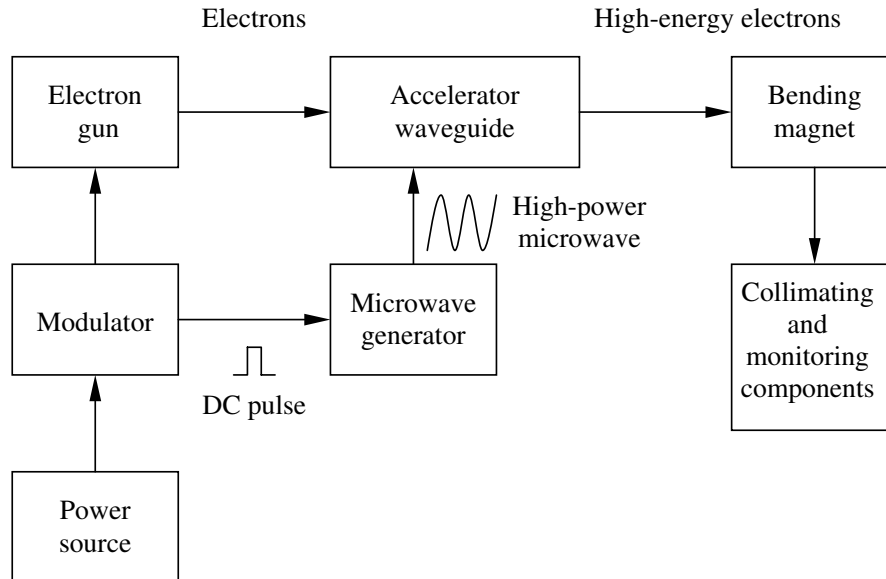 Electrons
High-energy electrons
Electron
gun
Accelerator
waveguide
Bending
magnet
High-power
microwave
Modulator
Microwave
generator
Collimating
and
monitoring
components
DC pulse
Power
source